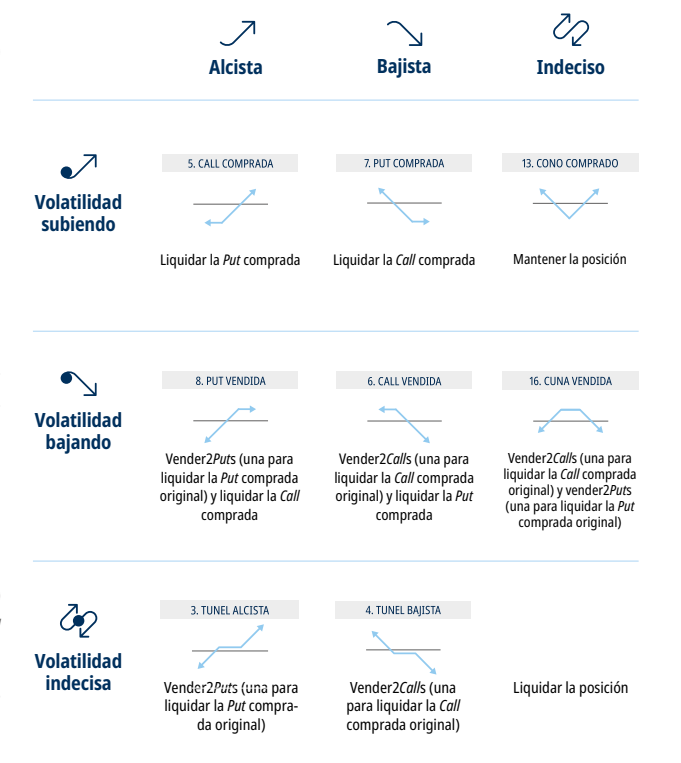 Alcista
Bajista
Indeciso
Volatilidad
subiendo
5. CALL COMPRADA
Liquidar la Put comprada
7. PUT COMPRADA
Liquidar la Call comprada
13. CONO COMPRADO
Mantener la posición
Volatilidad
bajando
8. PUT VENDIDA
Vender2Puts (una para
liquidar la Put comprada
original) y liquidar la Call
comprada
6. CALL VENDIDA
Vender2Calls (una para
liquidar la Call comprada
original) y liquidar la Put
comprada
16. CUNA VENDIDA
Vender2Calls (una para
liquidar la Call comprada
original) y vender2Puts
(una para liquidar la Put
comprada original)
Volatilidad
indecisa
3. TUNEL ALCISTA
Vender2Puts (una para
liquidar la Put compra-
da original)
4. TUNEL BAJISTA
Vender2Calls (una
para liquidar la Call
comprada original)
Liquidar la posición